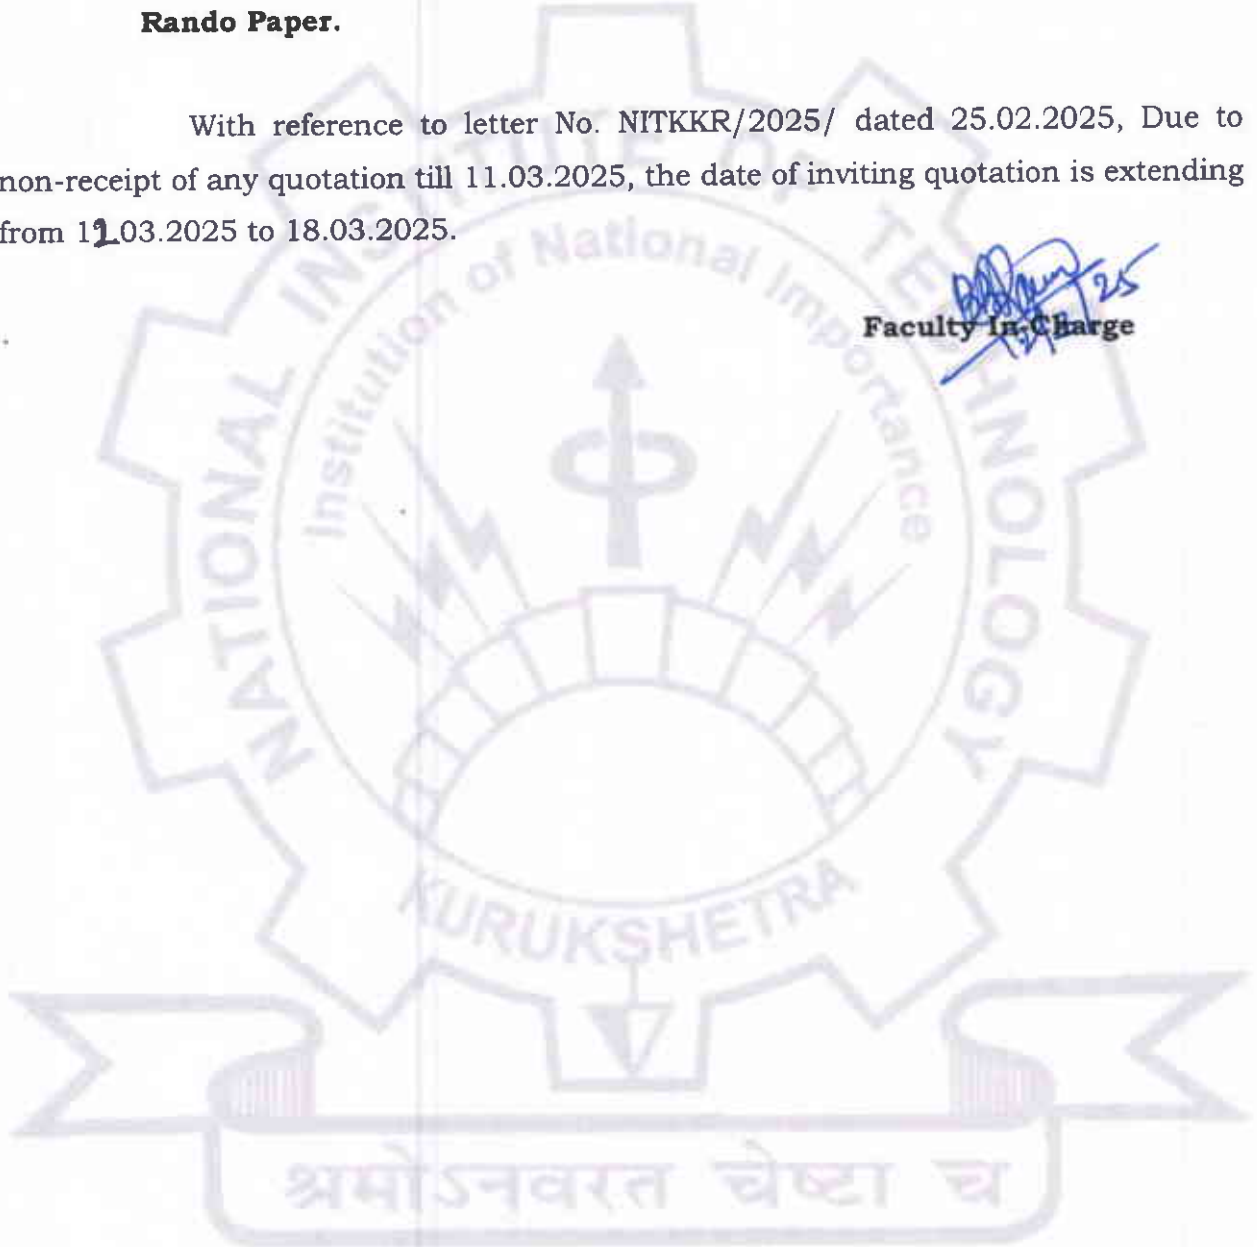 Rando Paper.
With reference to letter No. NITKKR/2025/ dated 25.02.2025, Due to
non-receipt of any quotation till 11.03.2025, the date of inviting quotation is extending
from 12.03.2025 to 18.03.2025.
25
Faculty In-Charge
NATIONAL INSTITUTE OF TECHNOLOGY
Institution of National Importance
KURUKSHETRA
श्रमोऽनवरत चेष्टा च